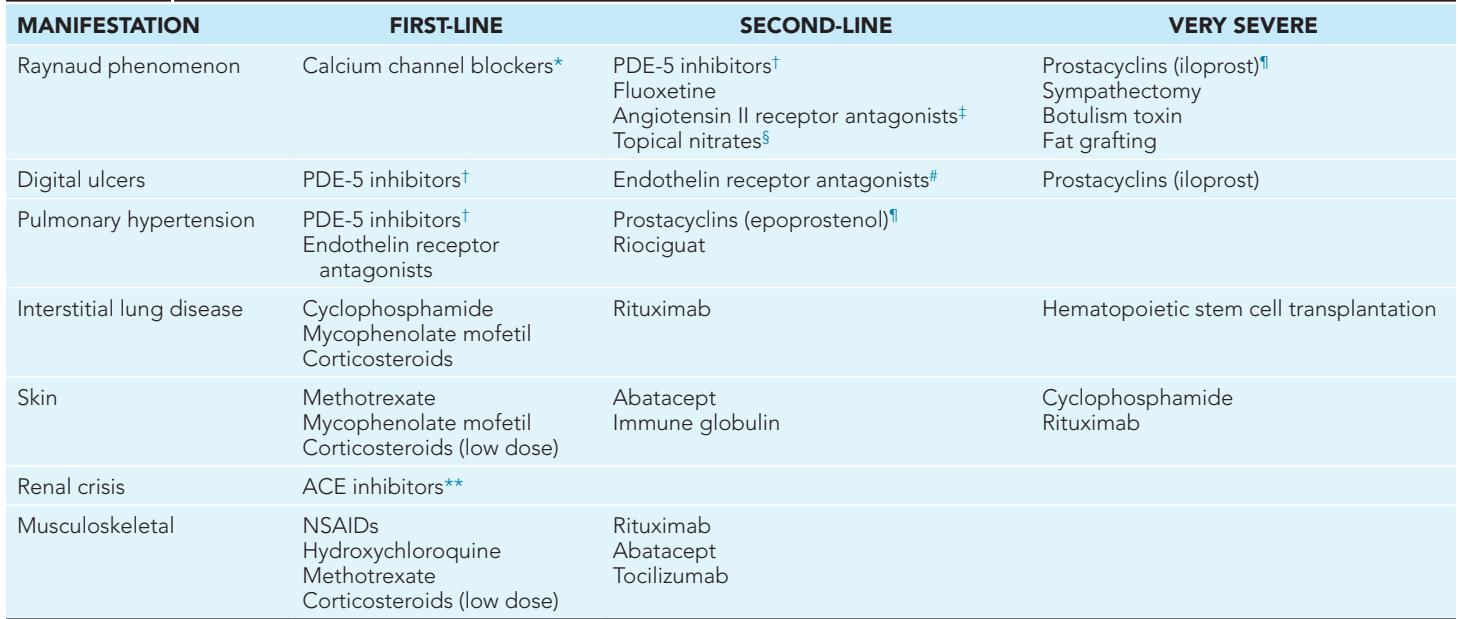 MANIFESTATION FIRST-LINE SECOND-LINE VERY SEVERE
Raynaud phenomenon Calcium channel blockers* PDE-5 inhibitors† Prostacyclins (iloprost)¶
Fluoxetine Sympathectomy
Angiotensin II receptor antagonists‡ Botulism toxin
Topical nitrates§ Fat grafting
Digital ulcers PDE-5 inhibitors† Endothelin receptor antagonists# Prostacyclins (iloprost)
Pulmonary hypertension PDE-5 inhibitors† Prostacyclins (epoprostenol)¶
Endothelin receptor Riociguat
antagonists
Interstitial lung disease Cyclophosphamide Rituximab Hematopoietic stem cell transplantation
Mycophenolate mofetil
Corticosteroids
Skin Methotrexate Abatacept Cyclophosphamide
Mycophenolate mofetil Immune globulin Rituximab
Corticosteroids (low dose)
Renal crisis ACE inhibitors**
Musculoskeletal NSAIDs Rituximab
Hydroxychloroquine Abatacept
Methotrexate Tocilizumab
Corticosteroids (low dose)